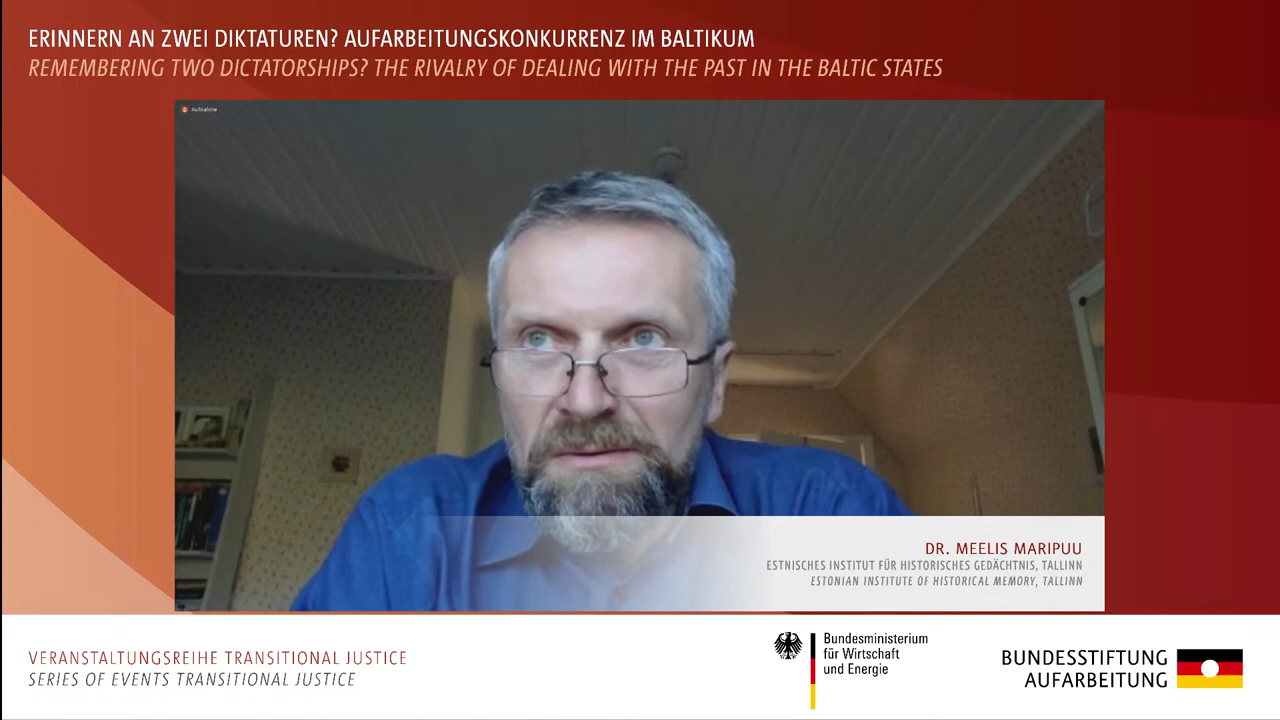 ERINNERN AN ZWEI DIKTATUREN? AUFARBEITUNGSKONKURRENZ IM BALTIKUM
REMEMBERING TWO DICTATORSHIPS? THE RIVALRY OF DEALING WITH THE PAST IN THE BALTIC STATES
Aufnahme
DR. MEELIS MARIPUU
ESTNISCHES INSTITUT FÜR HISTORISCHES GEDÄCHTNIS, TALLINN
ESTONIAN INSTITUTE OF HISTORICAL MEMORY, TALLINN
VERANSTALTUNGSREIHE TRANSITIONAL JUSTICE
SERIES OF EVENTS TRANSITIONAL JUSTICE
Bundesministerium
für Wirtschaft
und Energie
BUNDESSTIFTUNG
AUFARBEITUNG